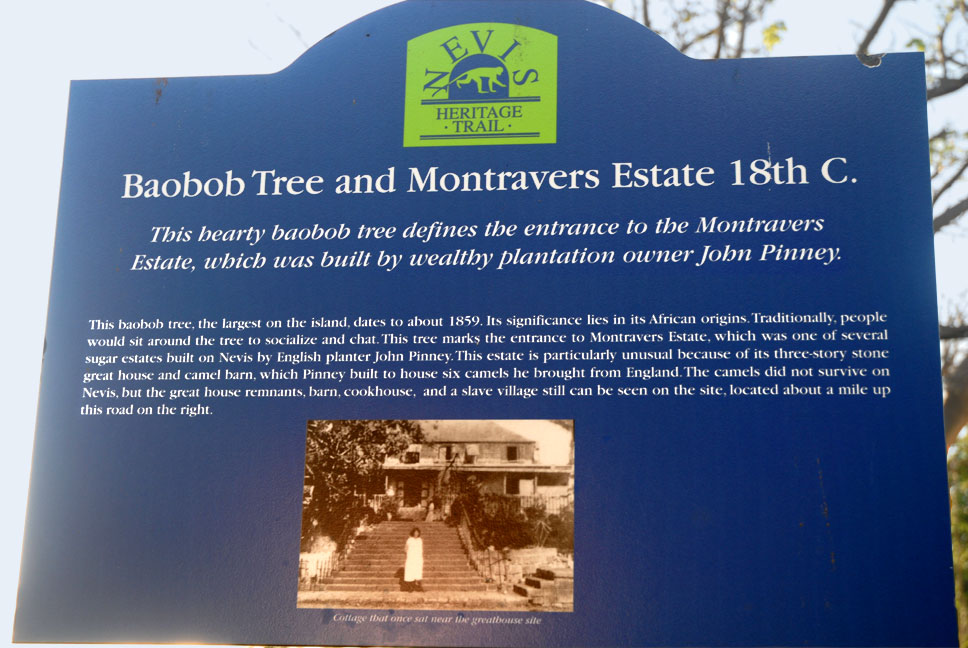 NEVIS
HERITAGE
· TRAIL ·
Baobob Tree and Montravers Estate 18th C.
This hearty baobob tree defines the entrance to the Montravers
Estate, which was built by wealthy plantation owner John Pinney.
This baobob tree, the largest on the island, dates to about 1859. Its significance lies in its African origins. Traditionally, people
would sit around the tree to socialize and chat. This tree marks the entrance to Montravers Estate, which was one of several
sugar estates built on Nevis by English planter John Pinney. This estate is particularly unusual because of its three-story stone
great house and camel barn, which Pinney built to house six camels he brought from England. The camels did not survive on
Nevis, but the great house remnants, barn, cookhouse, and a slave village still can be seen on the site, located about a mile up
this road on the right.
Cottage that once sat near the greathouse site